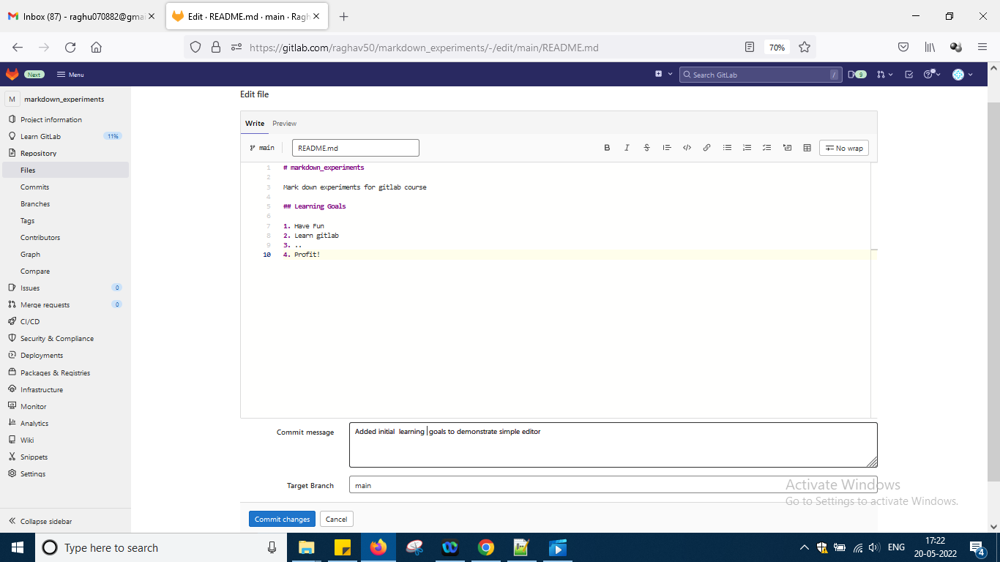 Inbox (87) - raghu070882@gmai
Edit · README.md · main · Ragh
https://gitlab.com/raghav50/markdown_experiments/-/edit/main/README.md
70%
Next
Menu
Search GitLab
/
9
M
markdown_experiments
Project information
Learn GitLab
11%
Repository
Files
Commits
Branches
Tags
Contributors
Graph
Compare
Issues
0
Merge requests
0
CI/CD
Security & Compliance
Deployments
Packages & Registries
Infrastructure
Monitor
Analytics
Wiki
Snippets
Settings
Collapse sidebar
Edit file
Write Preview
main
README.md
No wrap
1 # markdown_experiments
2
3 Mark down experiments for gitlab course
4
5 ## Learning Goals
6
7 1. Have Fun
8 2. Learn gitlab
9 3. ..
10 4. Profit!
Commit message
Added initial  learning goals to demonstrate simple editor
Target Branch
main
Commit changes
Cancel
Activate Windows
Go to Settings to activate Windows.
Type here to search
ENG
17:22
20-05-2022
4